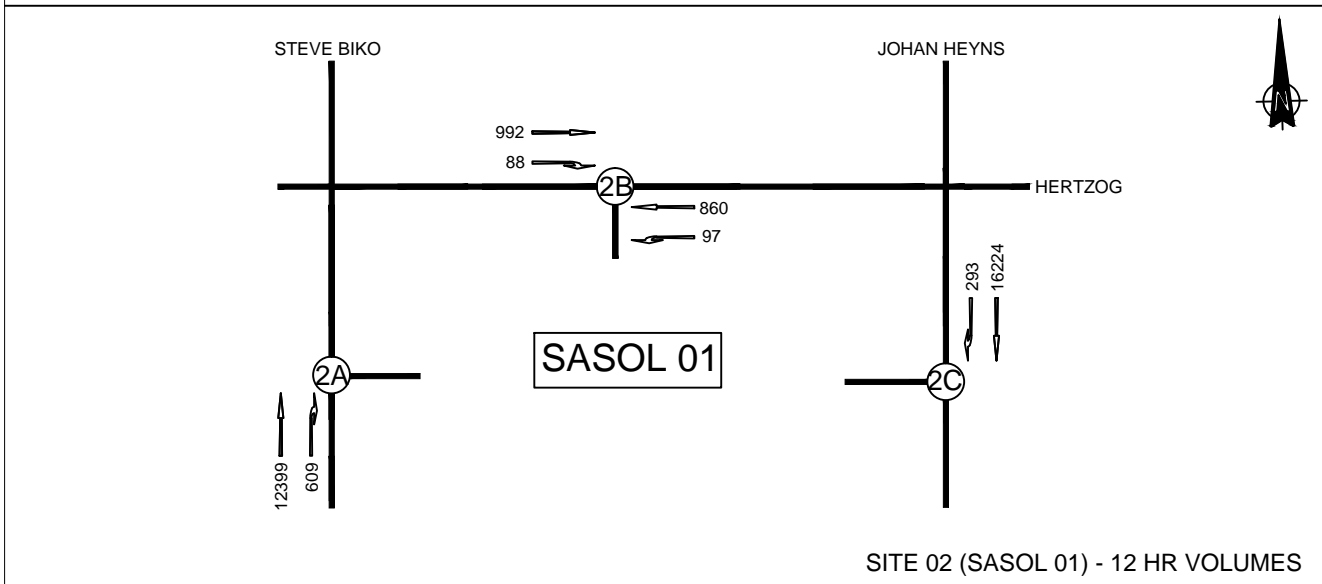 STEVE BIKO
JOHAN HEYNS
N
992
88
2B
HERTZOG
860
97
293
16224
SASOL 01
2A
2C
12399
609
SITE 02 (SASOL 01) - 12 HR VOLUMES